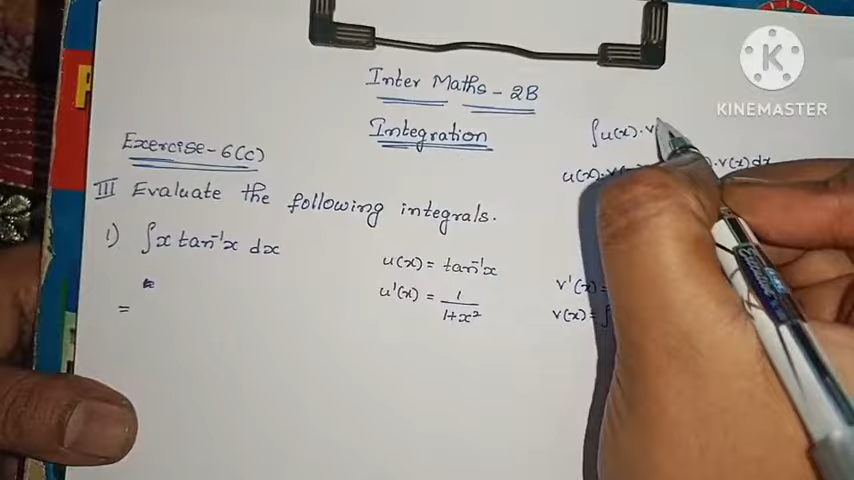 Inter Maths - 2B
KINEMASTER
Integration
∫u(x).v
Exercise - 6(c)
u(x).v(x) v(x)dx
III Evaluate the following integrals.
1) ∫x tan⁻¹x dx
u(x) = tan⁻¹x v'(x) =
u'(x) = 1/1+x² v(x) = ∫
=